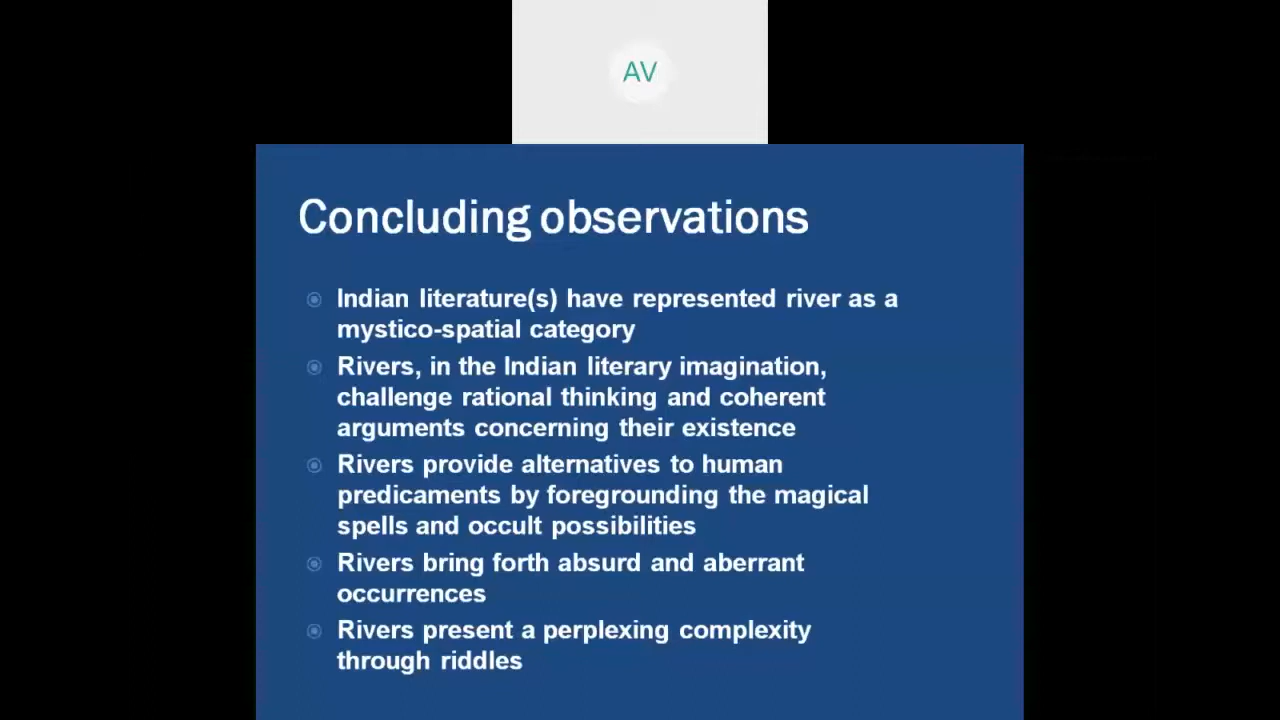 AV
Concluding observations
Indian literature(s) have represented river as a
mystico-spatial category
Rivers, in the Indian literary imagination,
challenge rational thinking and coherent
arguments concerning their existence
Rivers provide alternatives to human
predicaments by foregrounding the magical
spells and occult possibilities
Rivers bring forth absurd and aberrant
occurrences
Rivers present a perplexing complexity
through riddles